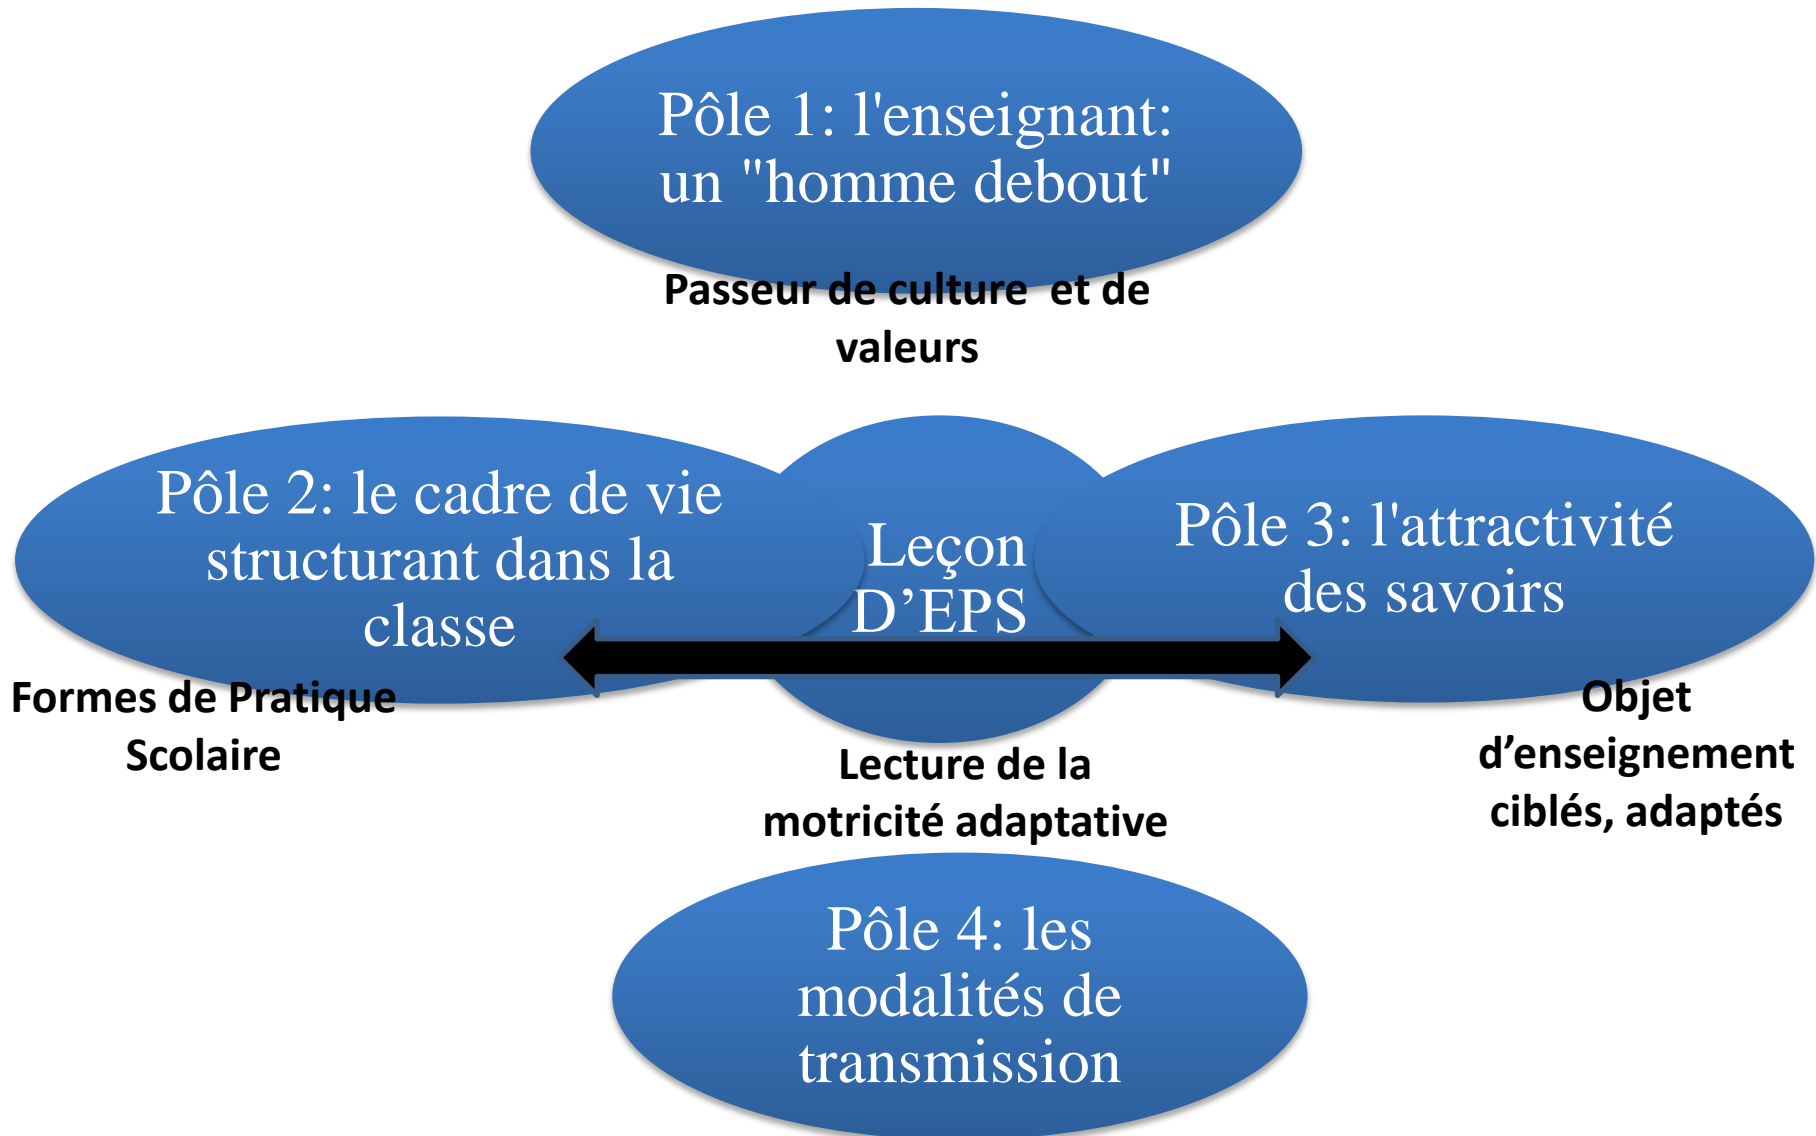 Pôle 1: l'enseignant:
un "homme debout"
Passeur de culture et de
valeurs
Pôle 2: le cadre de vie
structurant dans la
classe
Formes de Pratique
Scolaire
Leçon
D’EPS
Pôle 3: l'attractivité
des savoirs
Objet
d’enseignement
ciblés, adaptés
Lecture de la
motricité adaptative
Pôle 4: les
modalités de
transmission